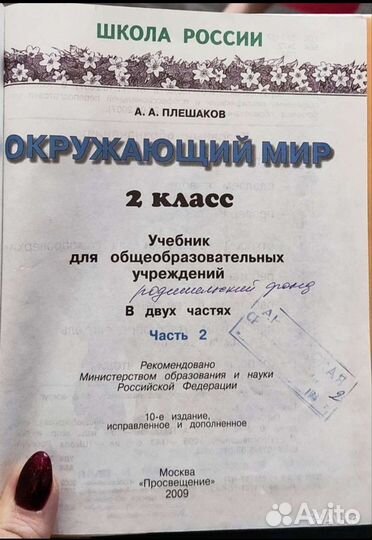 ШКОЛА РОССИИ
А. А. ПЛЕШАКОВ
ОКРУЖАЮЩИЙ МИР
2 КЛАСС
Учебник
для общеобразовательных
учреждений
родительский фонд
В двух частях
Часть 2
Рекомендовано
Министерством образования и науки
Российской Федерации
10-е издание,
исправленное и дополненное
Москва
"Просвещение"
2009
Avito